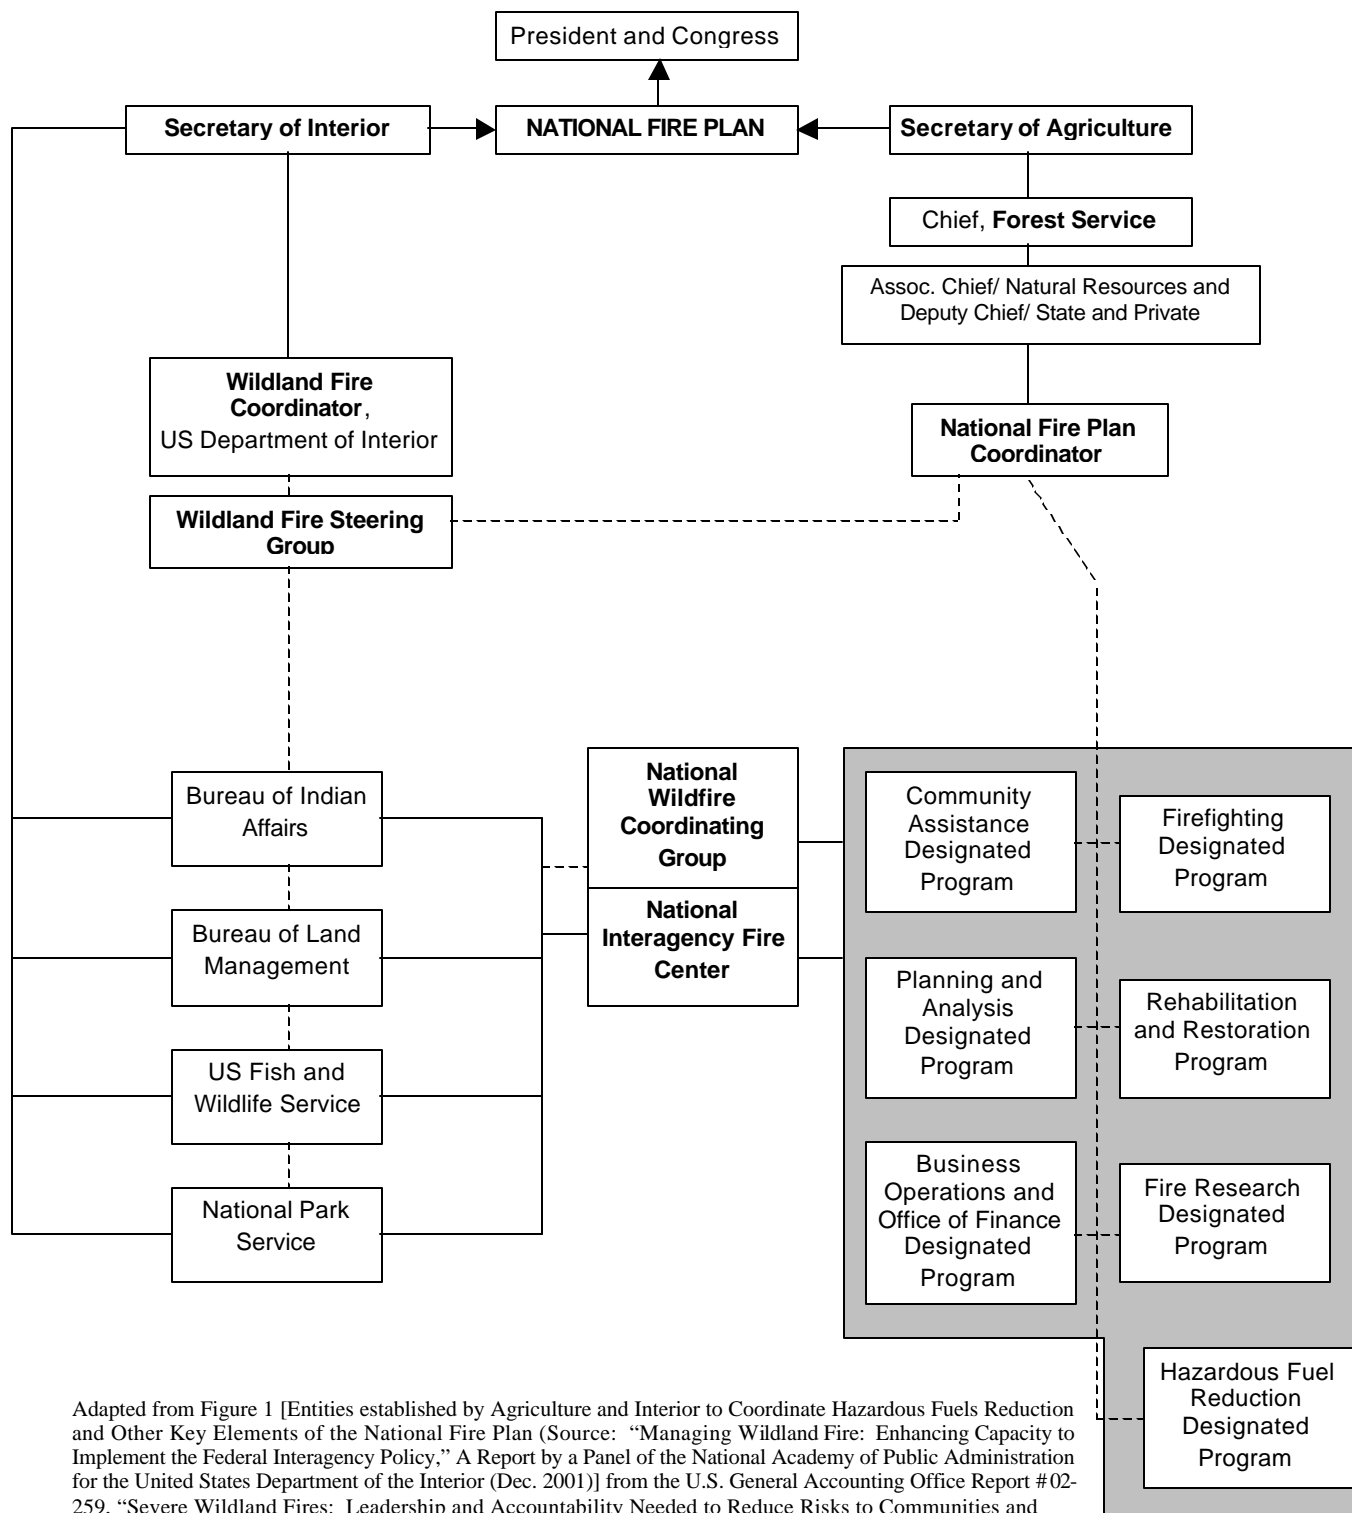 President and Congress
Secretary of Interior
NATIONAL FIRE PLAN
Secretary of Agriculture
Chief, Forest Service
Assoc. Chief/ Natural Resources and
Deputy Chief/ State and Private
Wildland Fire
Coordinator,
US Department of Interior
National Fire Plan
Coordinator
Wildland Fire Steering
Group
Bureau of Indian
Affairs
Bureau of Land
Management
US Fish and
Wildlife Service
National Park
Service
National
Wildfire
Coordinating
Group
National
Interagency Fire
Center
Community
Assistance
Designated
Program
Firefighting
Designated
Program
Planning and
Analysis
Designated
Program
Rehabilitation
and Restoration
Program
Business
Operations and
Office of Finance
Designated
Program
Fire Research
Designated
Program
Hazardous Fuel
Reduction
Designated
Program
Adapted from Figure 1 [Entities established by Agriculture and Interior to Coordinate Hazardous Fuels Reduction
and Other Key Elements of the National Fire Plan (Source: “Managing Wildland Fire: Enhancing Capacity to
Implement the Federal Interagency Policy,” A Report by a Panel of the National Academy of Public Administration
for the United States Department of the Interior (Dec. 2001)] from the U.S. General Accounting Office Report #02-
259, “Severe Wildland Fires: Leadership and Accountability Needed to Reduce Risks to Communities and